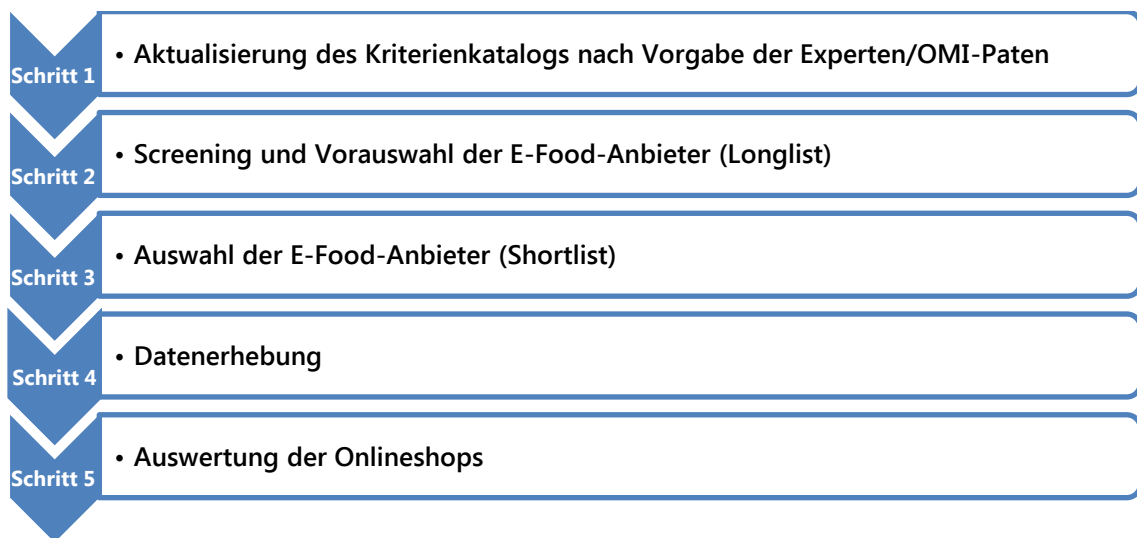 Schritt 1
• Aktualisierung des Kriterienkatalogs nach Vorgabe der Experten/OMI-Paten
Schritt 2
• Screening und Vorauswahl der E-Food-Anbieter (Longlist)
Schritt 3
• Auswahl der E-Food-Anbieter (Shortlist)
Schritt 4
• Datenerhebung
Schritt 5
• Auswertung der Onlineshops